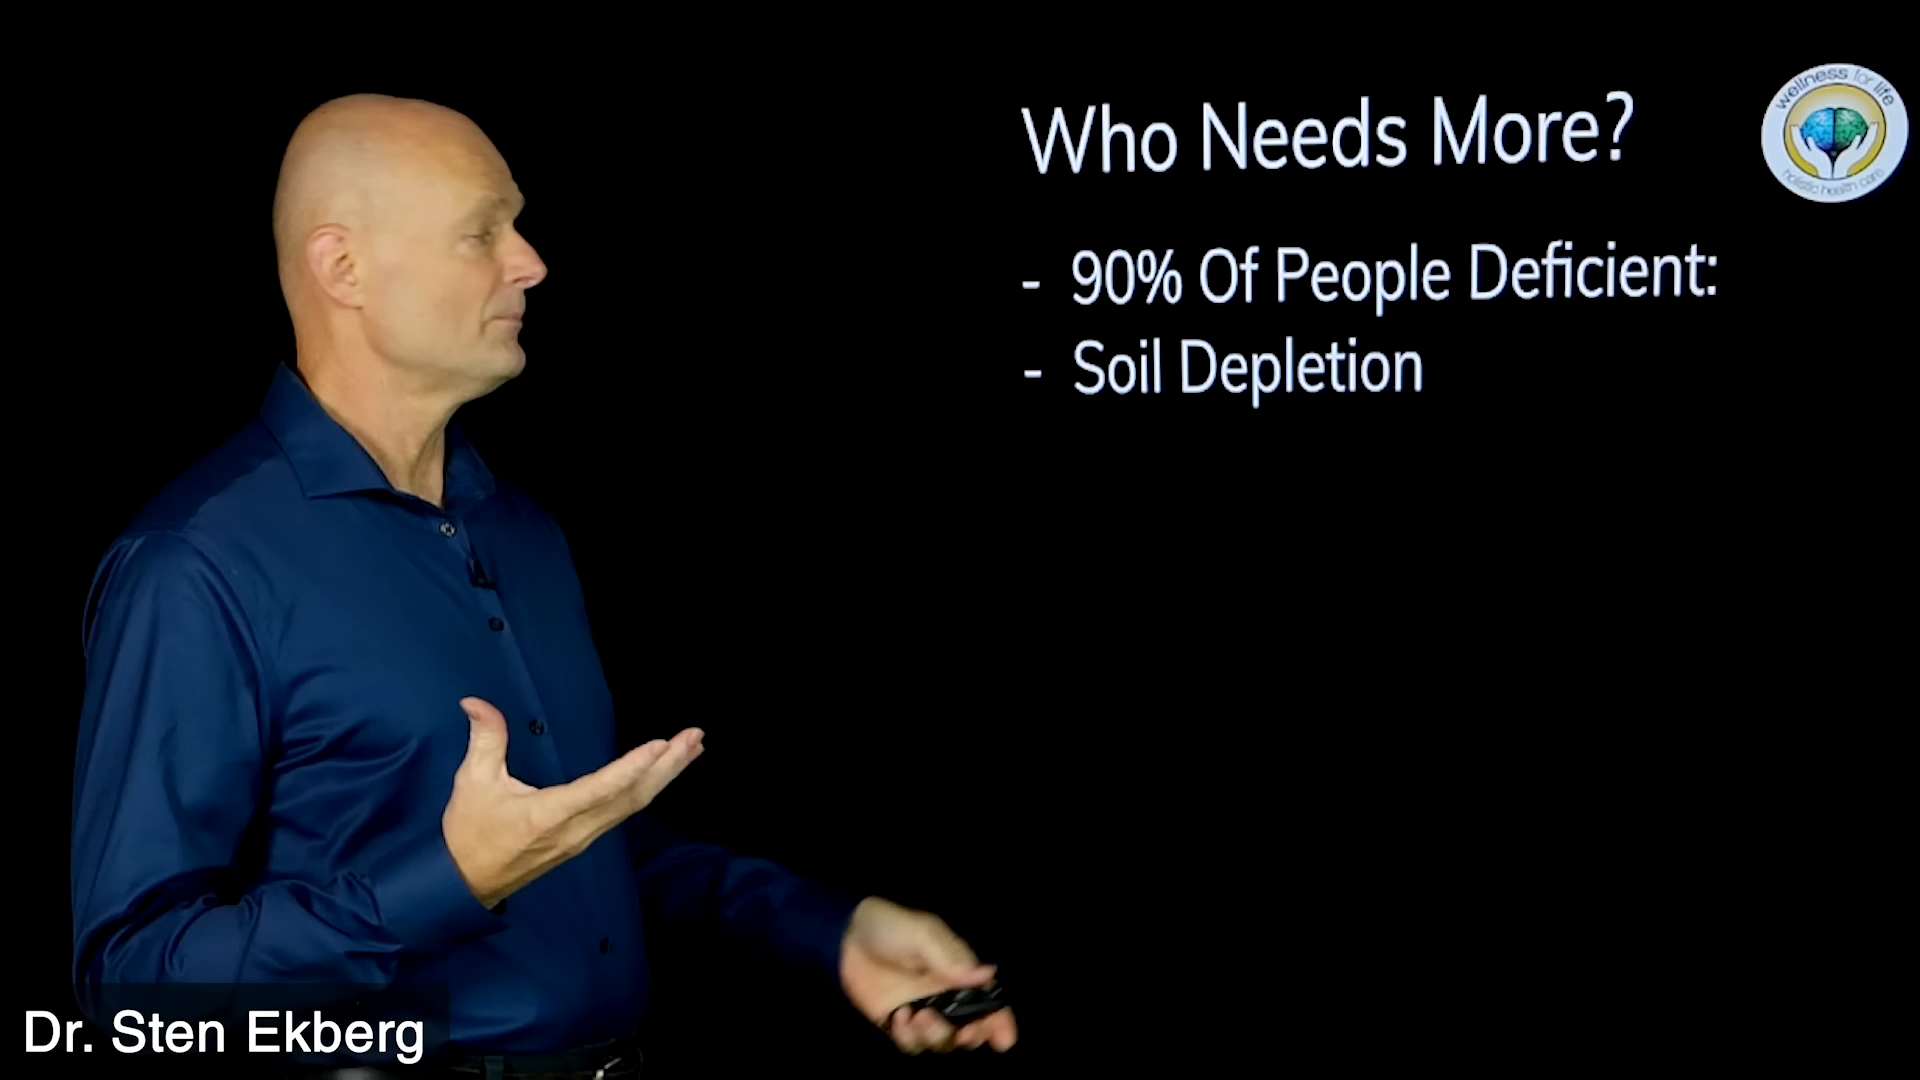 Who Needs More?
wellness for life
holistic health care
- 90% Of People Deficient:
- Soil Depletion
Dr. Sten Ekberg